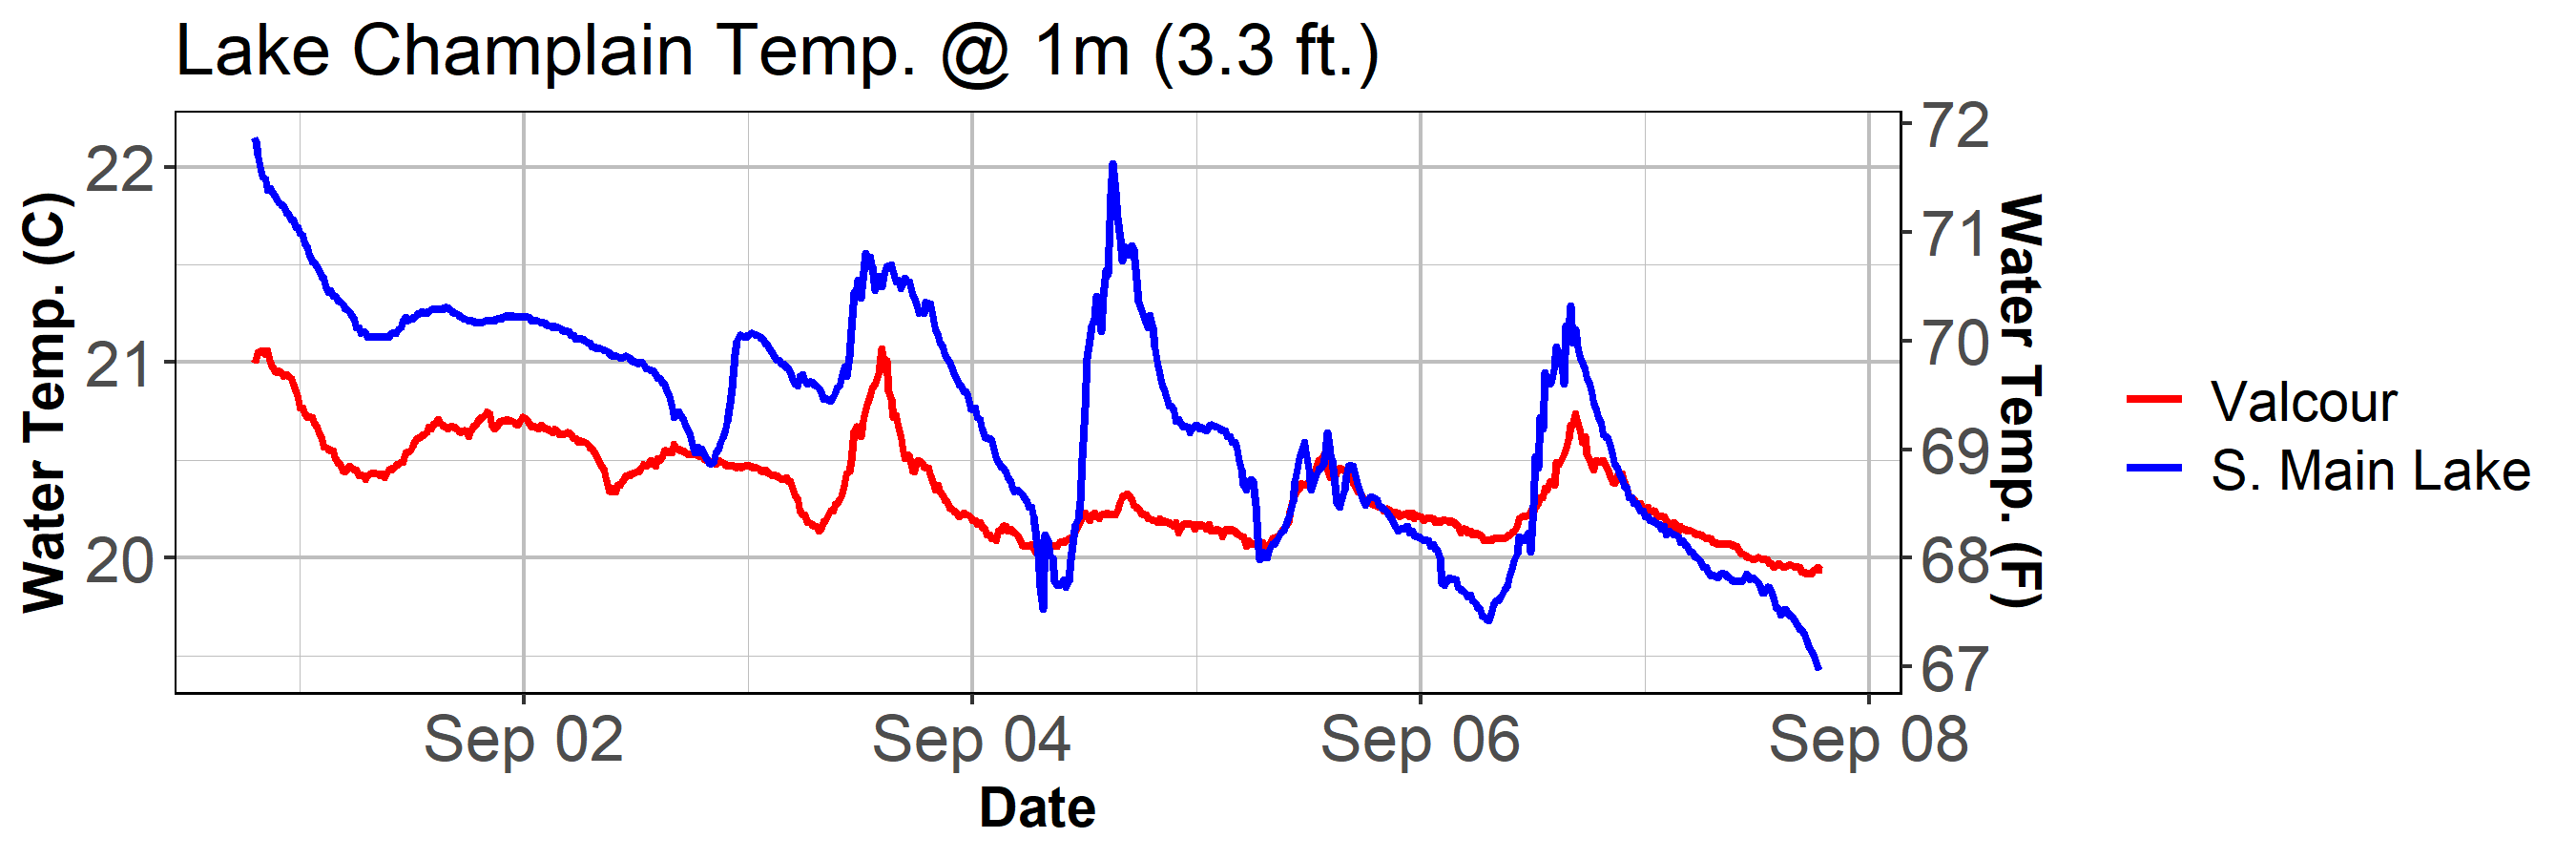 Lake Champlain Temp. @ 1m (3.3 ft.)
Water Temp. (C)
22
21
20
72
71
70
69
68
67
Water Temp. (F)
Sep 02
Sep 04
Sep 06
Sep 08
Date
Valcour
S. Main Lake